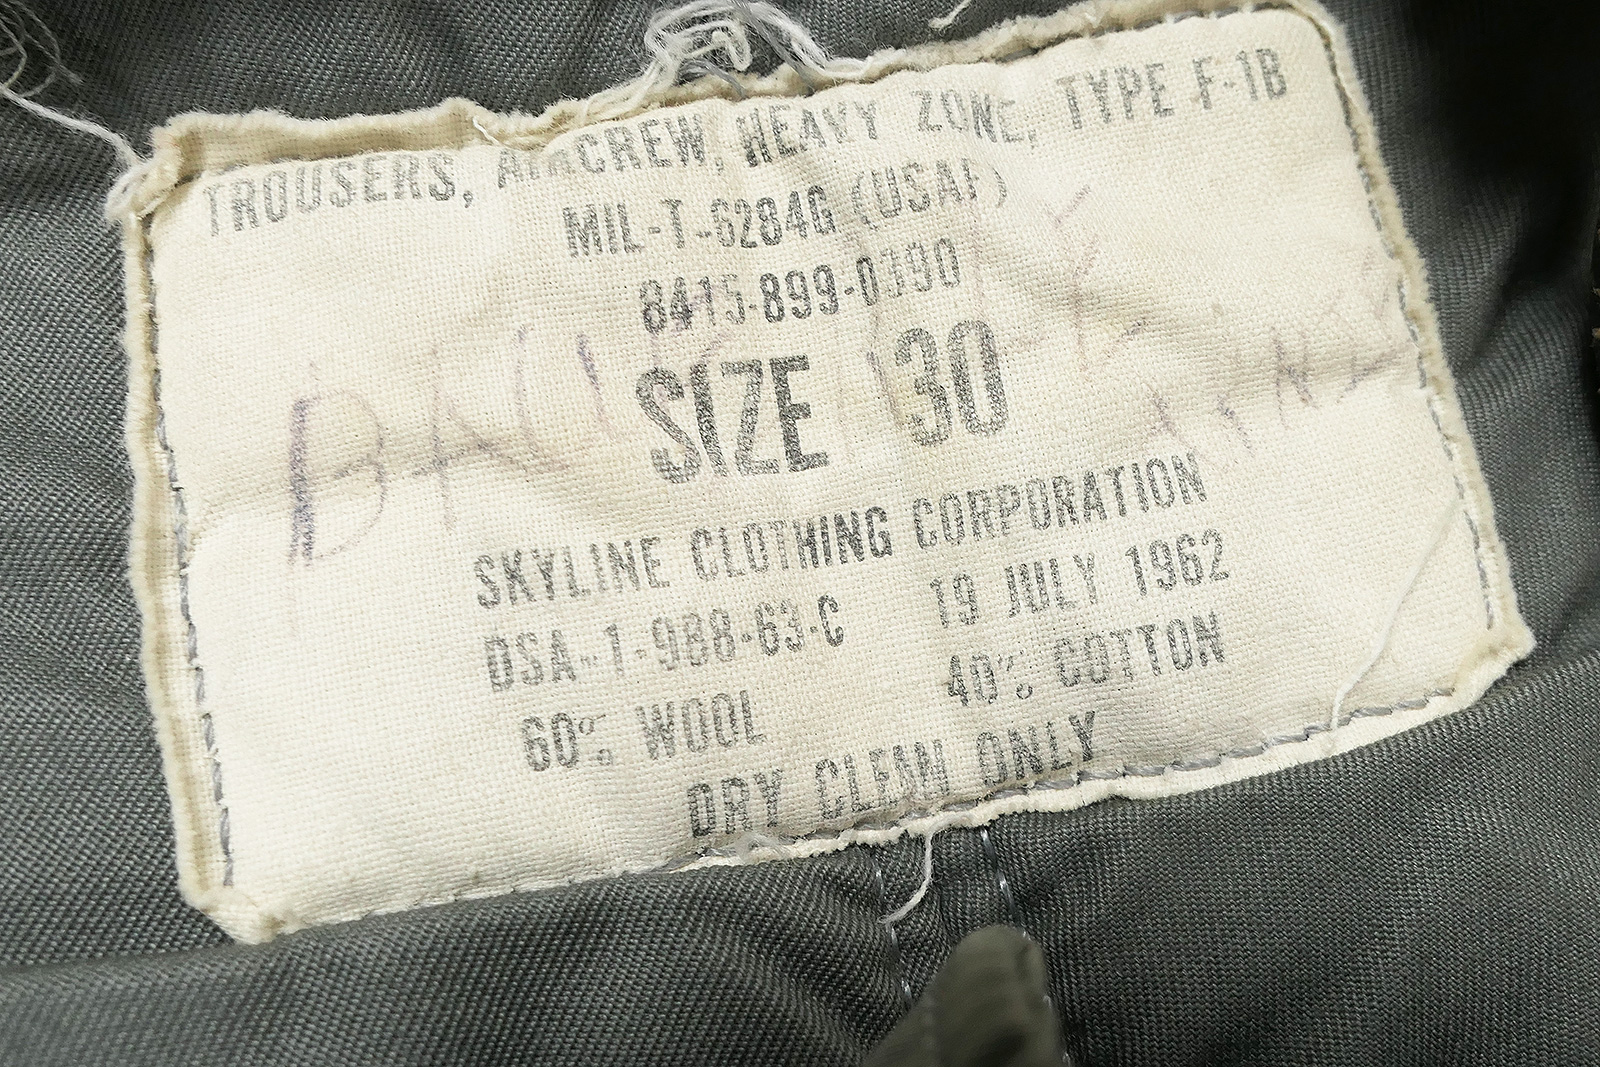 TROUSERS, AIRCREW, HEAVY ZONE, TYPE F-1B
MIL-T-6284G (USAF)
8415-899-0390
SIZE 30
SKYLINE CLOTHING CORPORATION
DSA-1-988-63-C 19 JULY 1962
60% WOOL 40% COTTON
DRY CLEAN ONLY